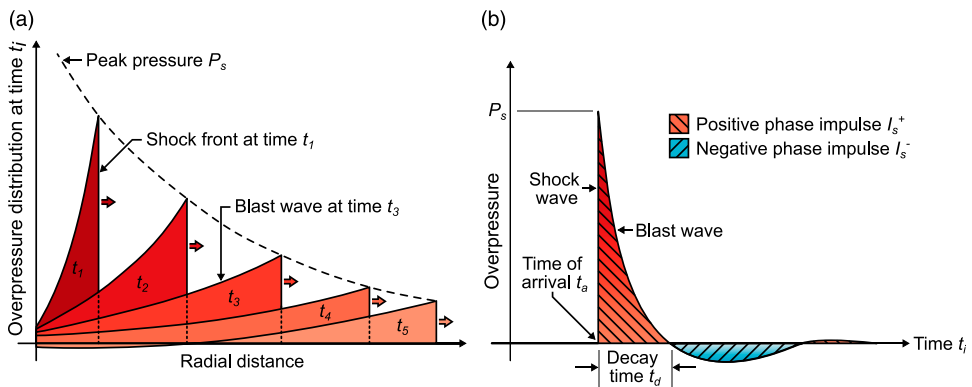 (a)
Overpressure distribution at time tᵢ
Peak pressure Pₛ
Shock front at time t₁
Blast wave at time t₃
t₁
t₂
t₃
t₄
t₅
Radial distance
(b)
Overpressure
Pₛ
Positive phase impulse Iₛ⁺
Negative phase impulse Iₛ⁻
Shock
wave
Blast wave
Time of
arrival tₐ
Decay
time t_d
Time tᵢ